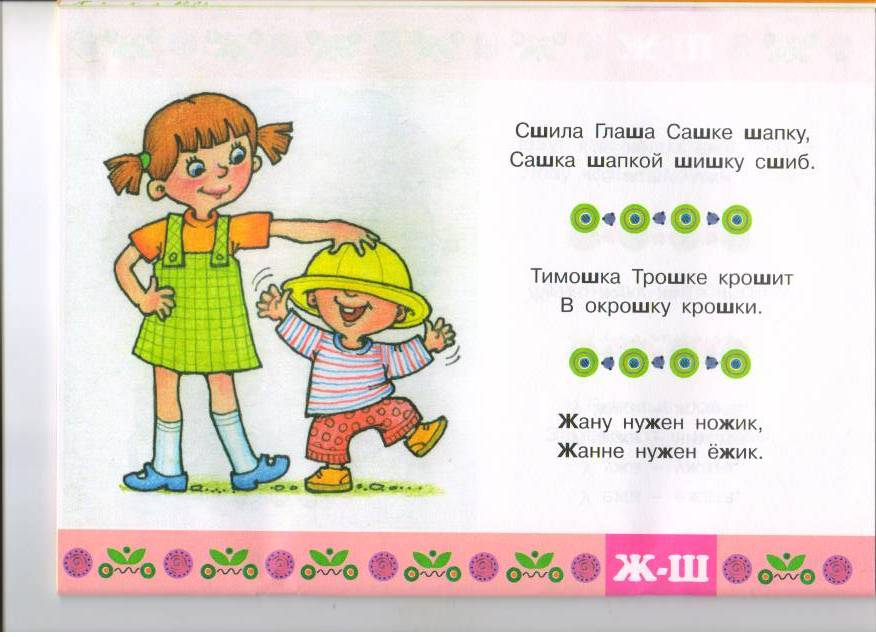 Сшила Глаша Сашке шапку,
Сашка шапкой шишку сшиб.
Тимошка Трошке крошит
В окрошку крошки.
Жану нужен ножик,
Жанне нужен ёжик.
Ж-Ш